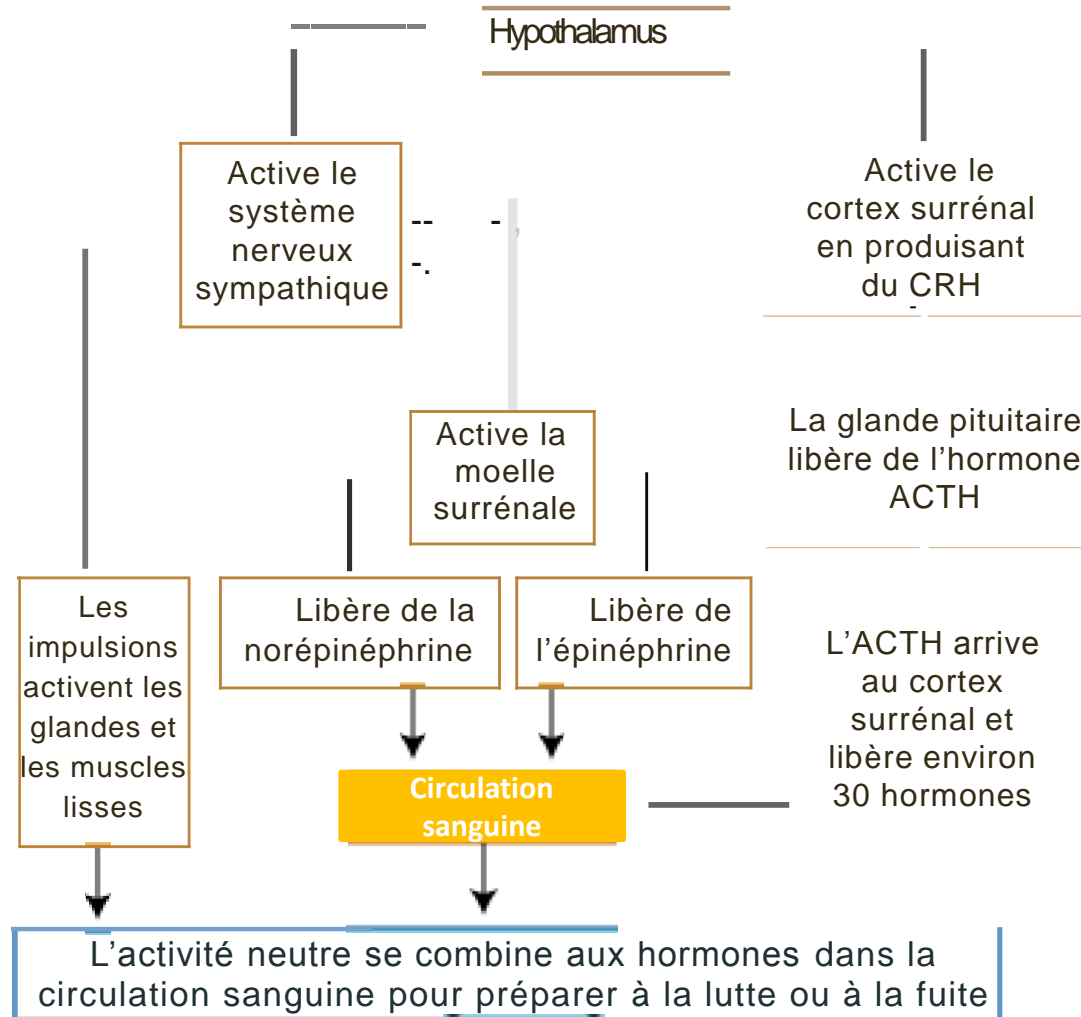 Hypothalamus
Active le
système
nerveux
sympathique
Active le
cortex surrénal
en produisant
du CRH
Active la
moelle
surrénale
La glande pituitaire
libère de l’hormone
ACTH
Les
impulsions
activent les
glandes et
les muscles
lisses
Libère de la
norépinéphrine
Libère de
l’épinéphrine
L’ACTH arrive
au cortex
surrénal et
libère environ
30 hormones
Circulation
sanguine
L’activité neutre se combine aux hormones dans la
circulation sanguine pour préparer à la lutte ou à la fuite